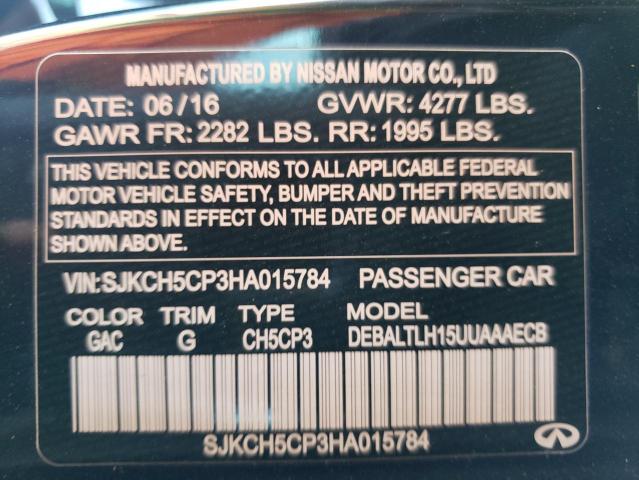 MANUFACTURED BY NISSAN MOTOR CO., LTD
DATE: 06/16 GVWR: 4277 LBS.
GAWR FR: 2282 LBS. RR: 1995 LBS.
THIS VEHICLE CONFORMS TO ALL APPLICABLE FEDERAL
MOTOR VEHICLE SAFETY, BUMPER AND THEFT PREVENTION
STANDARDS IN EFFECT ON THE DATE OF MANUFACTURE
SHOWN ABOVE.
VIN:SJKCH5CP3HA015784 PASSENGER CAR
COLOR TRIM TYPE MODEL
GAC G CH5CP3 DEBALTLH15UUAAAECB
SJKCH5CP3HA015784